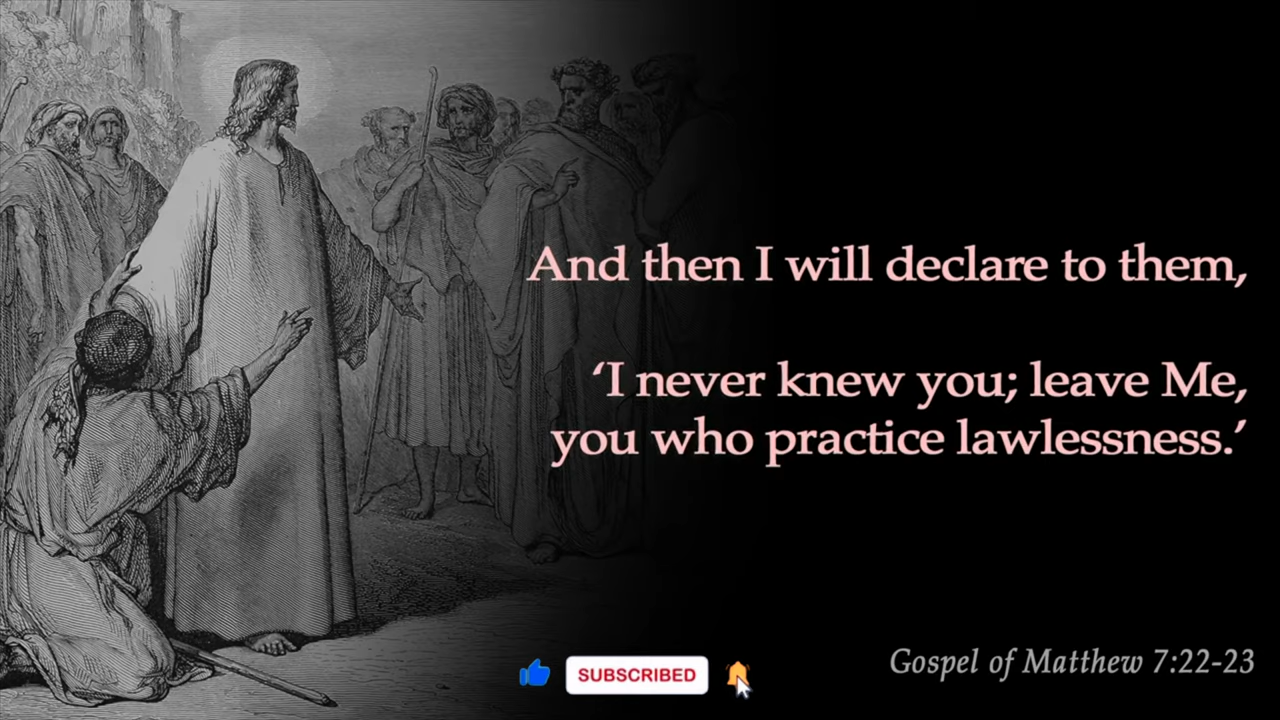 And then I will declare to them,
‘I never knew you; leave Me,
you who practice lawlessness.’
Gospel of Matthew 7:22-23
SUBSCRIBED